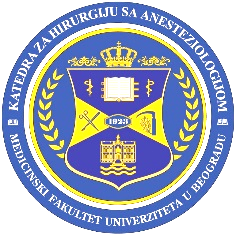 KATEDRA ZA HIRURGIJU SA ANESTEZIOLOGIJOM
1923
MEDICINSKI FAKULTET UNIVERZITETA U BEOGRADU